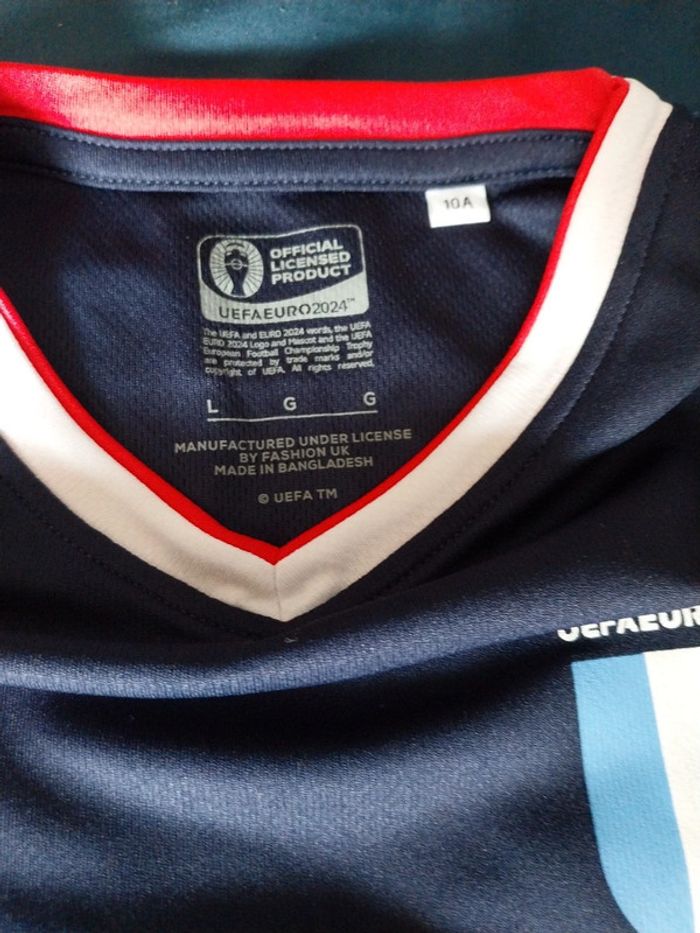 10 A
OFFICIAL
LICENSED
PRODUCT
UEFAEURO2024™
The UEFA and EURO 2024 words, the UEFA
EURO 2024 Logo and Mascot and the UEFA
European Football Championship Trophy
are protected by trade marks and/or
copyright of UEFA. All rights reserved.
L G G
MANUFACTURED UNDER LICENSE
BY FASHION UK
MADE IN BANGLADESH
© UEFA TM
UEFAEUR